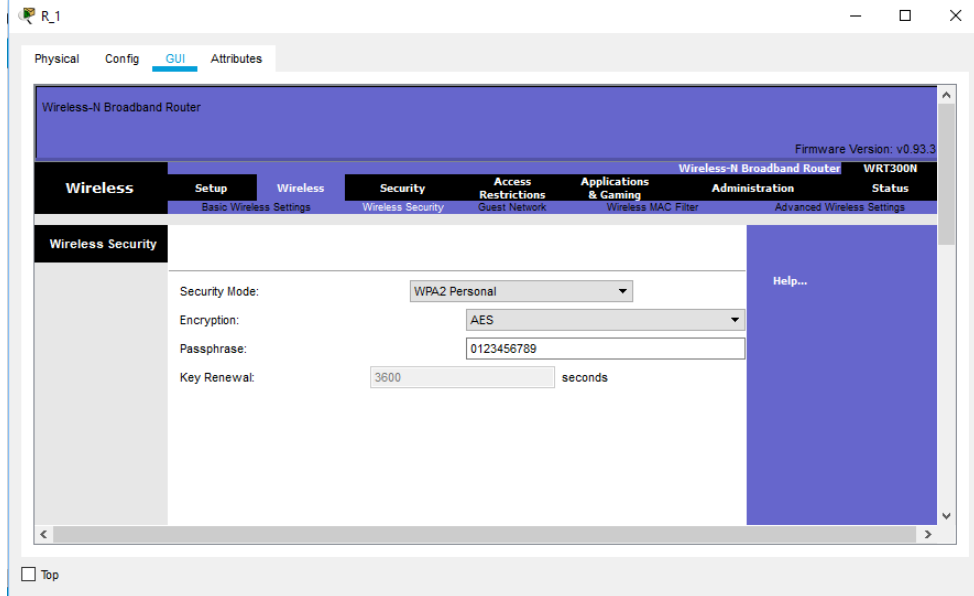 R_1
Physical Config GUI Attributes
Wireless-N Broadband Router
Firmware Version: v0.93.3
Wireless-N Broadband Router WRT300N
Wireless
Setup Wireless Security Access Restrictions Applications & Gaming Administration Status
Basic Wireless Settings Wireless Security Guest Network Wireless MAC Filter Advanced Wireless Settings
Wireless Security
Help...
Security Mode: WPA2 Personal
Encryption: AES
Passphrase: 0123456789
Key Renewal: 3600 seconds
Top